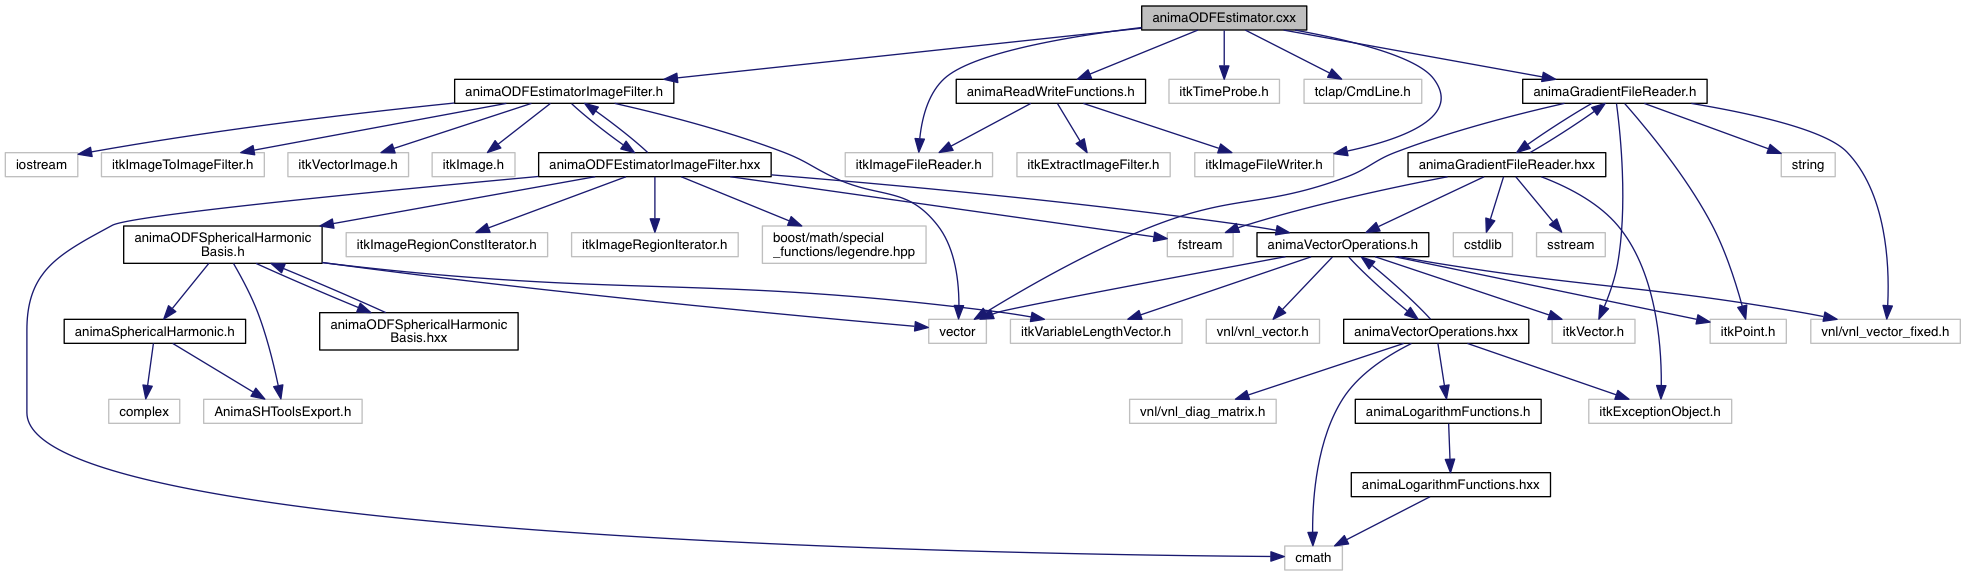 animaODFEstimator.cxx
animaODFEstimatorImageFilter.h
animaReadWriteFunctions.h
itkTimeProbe.h
tclap/CmdLine.h
animaGradientFileReader.h
iostream
itkImageToImageFilter.h
itkVectorImage.h
itkImage.h
animaODFEstimatorImageFilter.hxx
itkImageFileReader.h
itkExtractImageFilter.h
itkImageFileWriter.h
animaGradientFileReader.hxx
string
animaODFSphericalHarmonic
Basis.h
itkImageRegionConstIterator.h
itkImageRegionIterator.h
boost/math/special
_functions/legendre.hpp
fstream
animaVectorOperations.h
cstdlib
sstream
animaSphericalHarmonic.h
animaODFSphericalHarmonic
Basis.hxx
vector
itkVariableLengthVector.h
vnl/vnl_vector.h
animaVectorOperations.hxx
itkVector.h
itkPoint.h
vnl/vnl_vector_fixed.h
complex
AnimaSHToolsExport.h
vnl/vnl_diag_matrix.h
animaLogarithmFunctions.h
itkExceptionObject.h
animaLogarithmFunctions.hxx
cmath